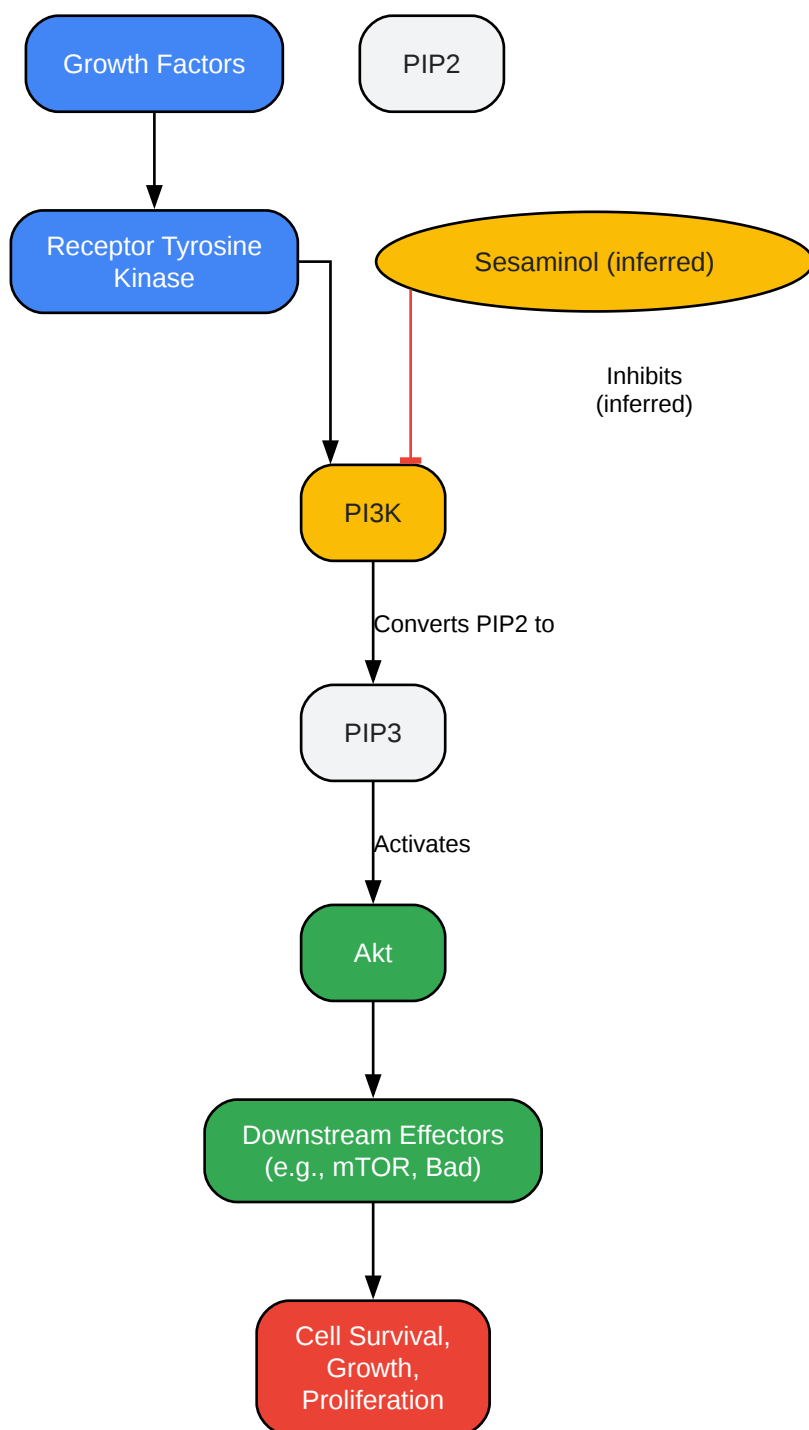 Growth Factors
PIP2
Receptor Tyrosine
Kinase
Sesaminol (inferred)
Inhibits
(inferred)
PI3K
Converts PIP2 to
PIP3
Activates
Akt
Downstream Effectors
(e.g., mTOR, Bad)
Cell Survival,
Growth,
Proliferation